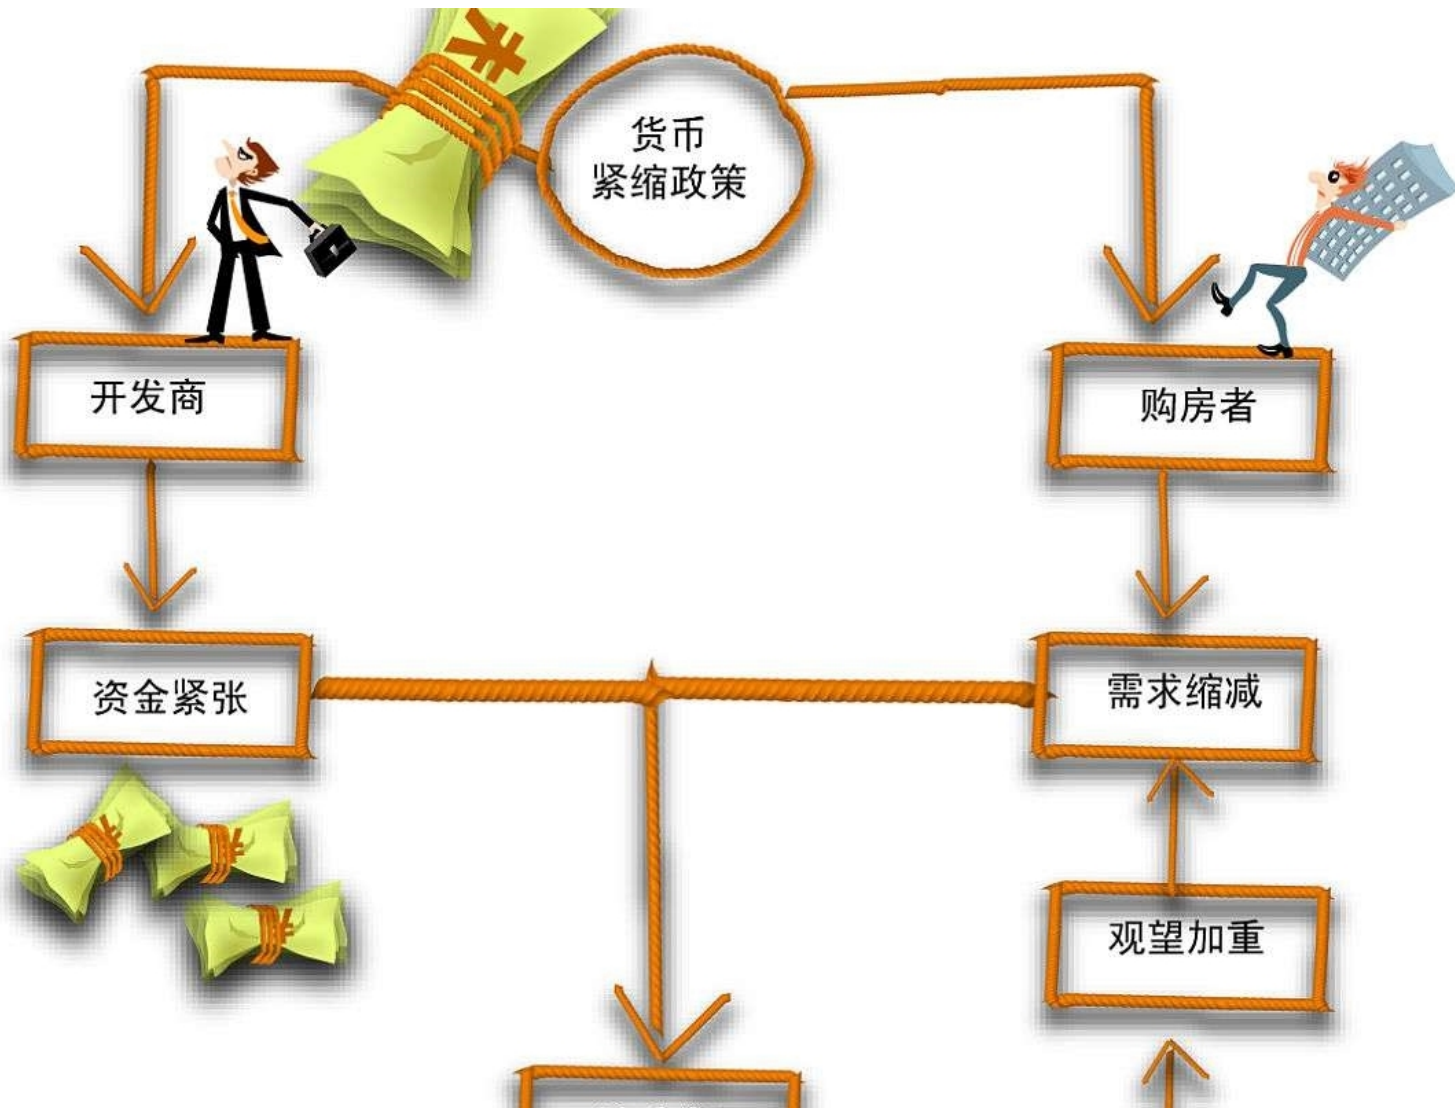 货币
紧缩政策
开发商
购房者
资金紧张
需求缩减
观望加重